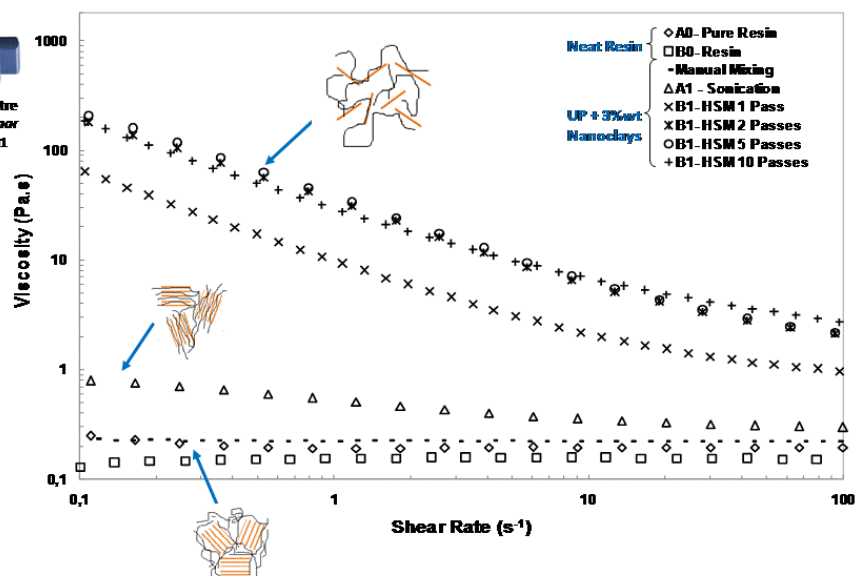 1000
100
10
1
0,1
0,1
1
10
100
Viscosity (Pa.s)
Shear Rate (s-1)
Neat Resin
UP + 3%wt
Nanoclays
A0- Pure Resin
B0- Resin
Manual Mixing
A1 - Sonication
B1-HSM 1 Pass
B1-HSM 2 Passes
B1-HSM 5 Passes
B1-HSM 10 Passes